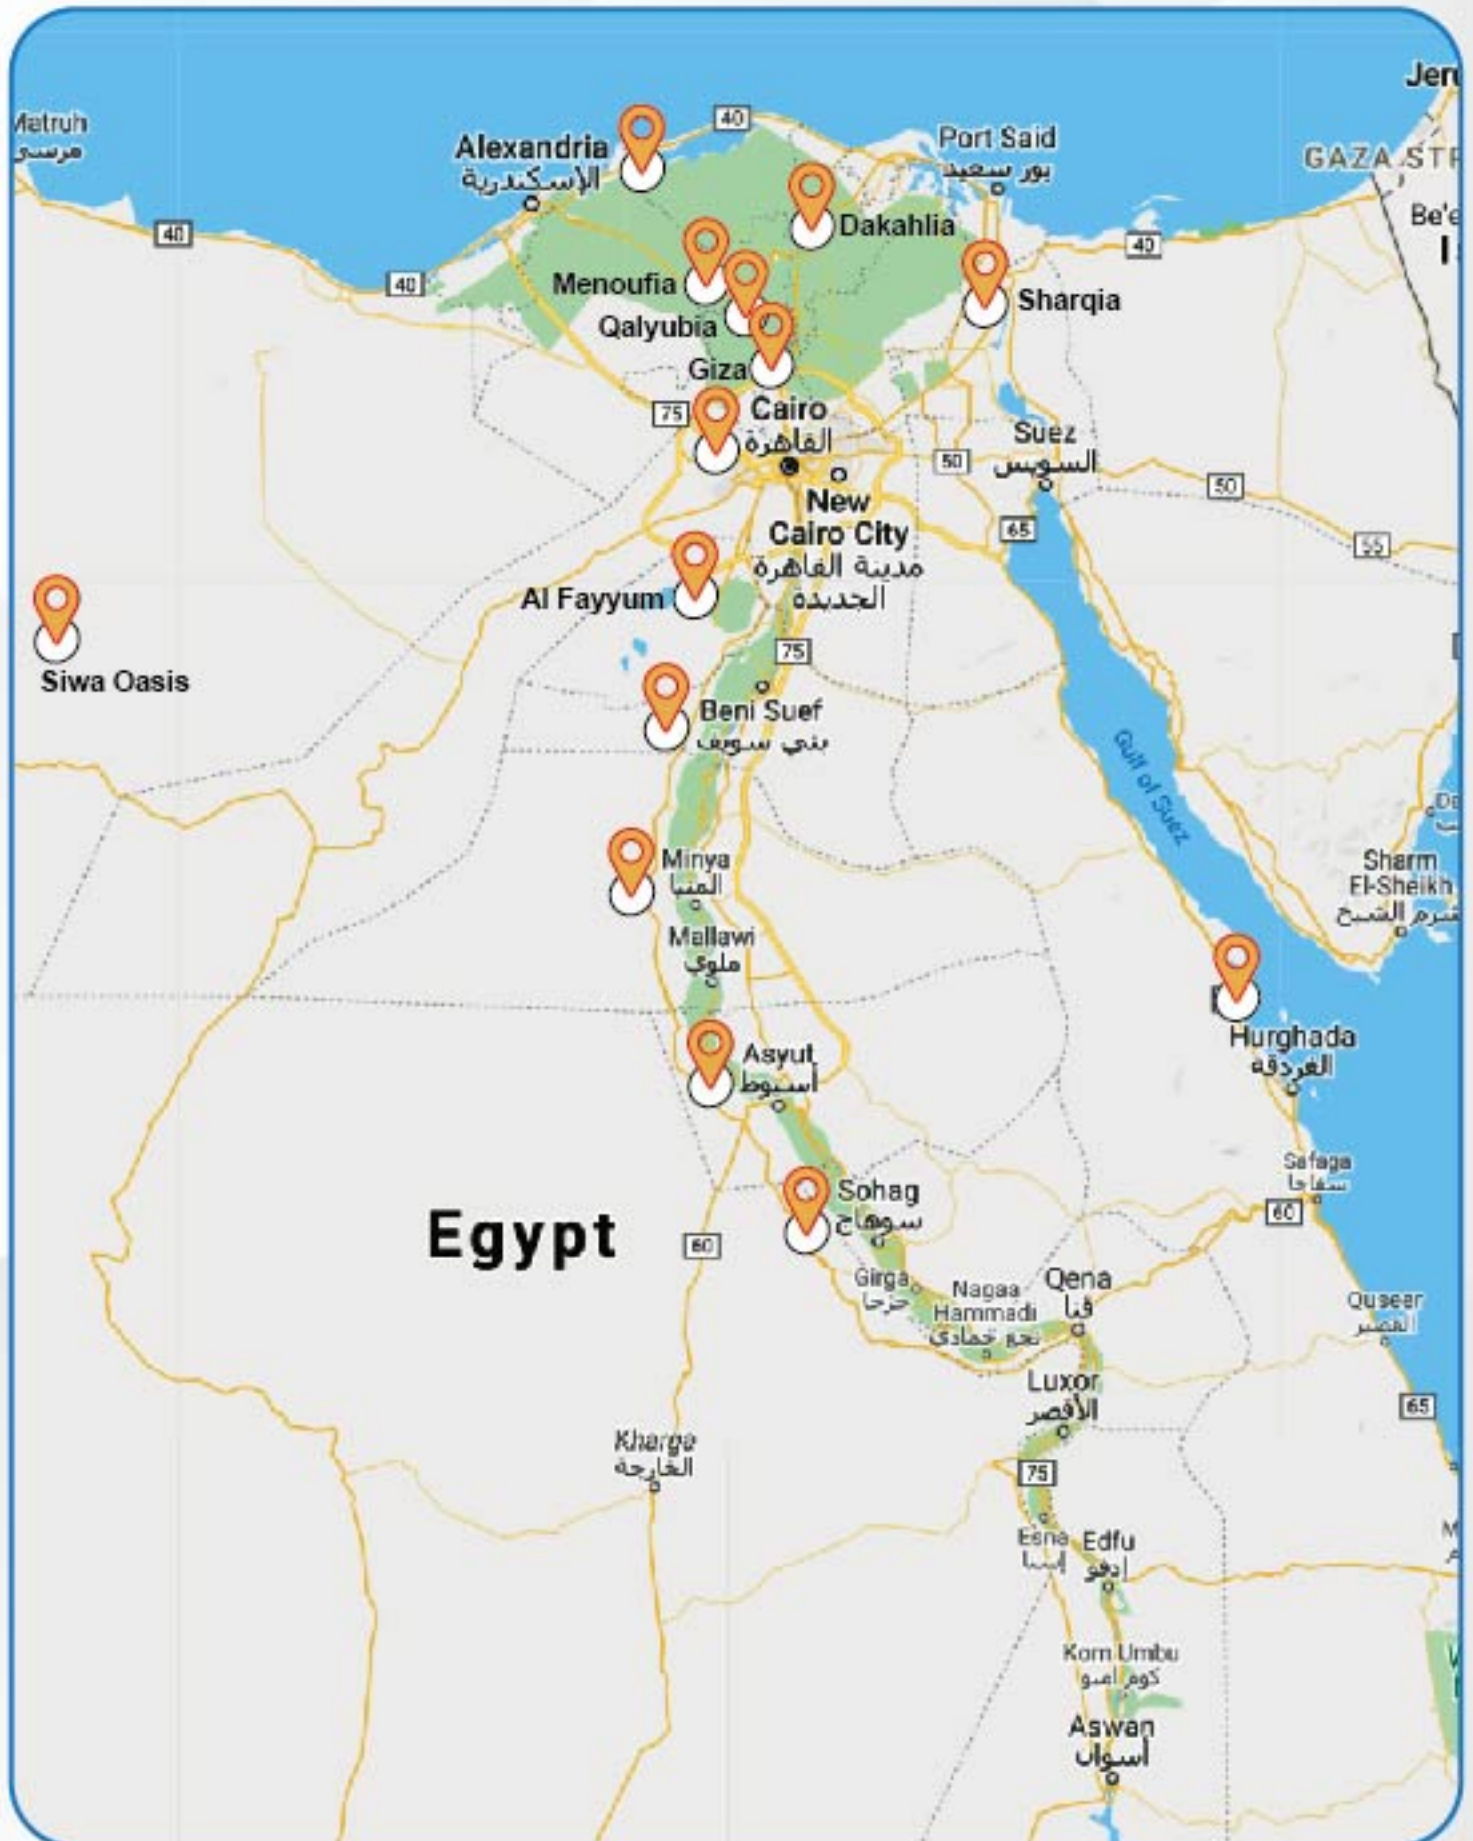 Jeru
Matruh
مرسى
40
Alexandria
الإسكندرية
Port Said
بور سعيد
GAZA STR
Dakahlia
Be'e
40
40
40
Menoufia
Sharqia
Qalyubia
Giza
75
Cairo
القاهرة
Suez
السويس
50
50
New
Cairo City
مدينة القاهرة
الجديدة
65
55
Al Fayyum
75
Siwa Oasis
Beni Suef
بني سويف
Gulf of Suez
Minya
المنيا
Sharm
El-Sheikh
شرم الشيخ
Mallawi
ملوي
Hurghada
الغردقة
Asyut
أسيوط
Safaga
سفاجا
Sohag
سوهاج
60
Egypt
60
Girga
جرجا
Nagaa
Hammadi
نجع حمادي
Qena
قنا
Quseer
القصير
Luxor
الأقصر
65
Kharga
الخارجة
75
Esna
إسنا
Edfu
إدفو
Kom Umbu
كوم امبو
Aswan
أسوان